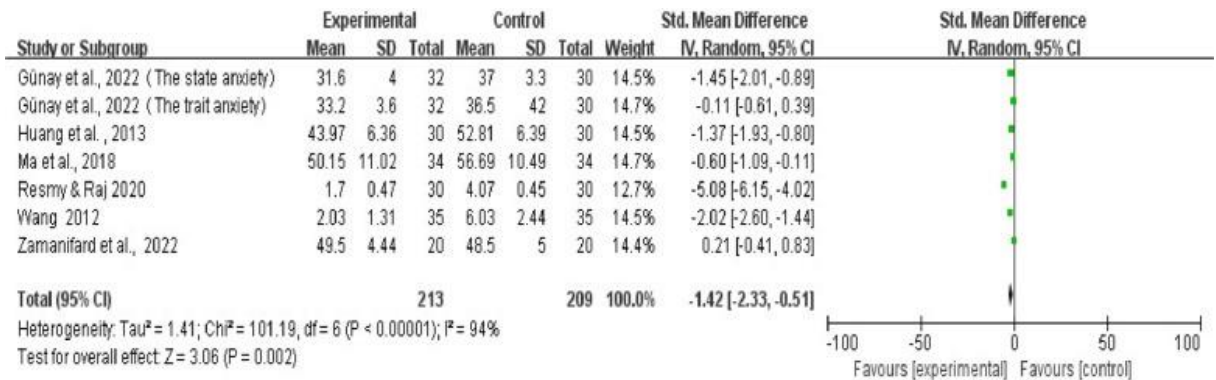 Experimental Control Std. Mean Difference Std. Mean Difference
Study or Subgroup Mean SD Total Mean SD Total Weight IV, Random, 95% CI IV, Random, 95% CI
Günay et al., 2022 (The state anxiety) 31.6 4 32 37 3.3 30 14.5% -1.45 [-2.01, -0.89]
Günay et al., 2022 (The trait anxiety) 33.2 3.6 32 36.5 42 30 14.7% -0.11 [-0.61, 0.39]
Huang et al. , 2013 43.97 6.36 30 52.81 6.39 30 14.5% -1.37 [-1.93, -0.80]
Ma et al., 2018 50.15 11.02 34 56.69 10.49 34 14.7% -0.60 [-1.09, -0.11]
Resmy & Raj 2020 1.7 0.47 30 4.07 0.45 30 12.7% -5.08 [-6.15, -4.02]
Wang 2012 2.03 1.31 35 6.03 2.44 35 14.5% -2.02 [-2.60, -1.44]
Zamanifard et al., 2022 49.5 4.44 20 48.5 5 20 14.4% 0.21 [-0.41, 0.83]
Total (95% CI) 213 209 100.0% -1.42 [-2.33, -0.51]
Heterogeneity: Tau² = 1.41; Chi² = 101.19, df = 6 (P < 0.00001); I² = 94%
Test for overall effect: Z = 3.06 (P = 0.002)
-100 -50 0 50 100
Favours [experimental] Favours [control]